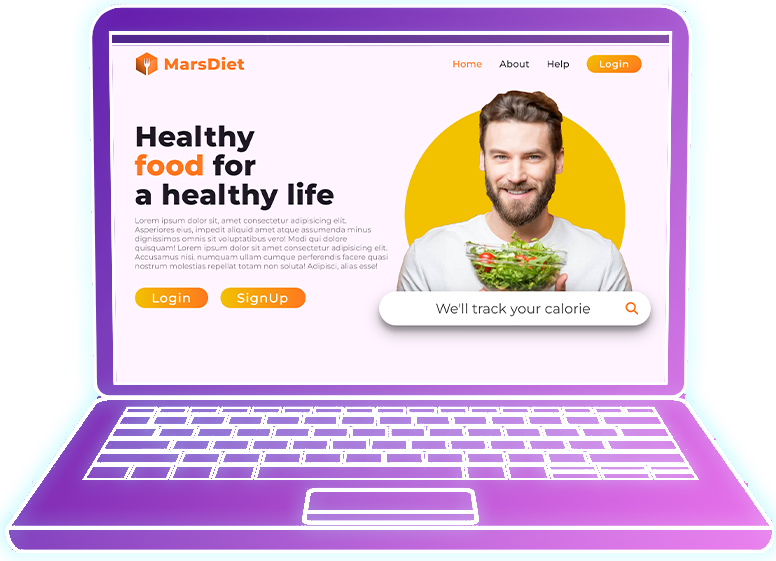 MarsDiet
Home About Help Login
Healthy
food for
a healthy life
Lorem ipsum dolor sit, amet consectetur adipisicing elit.
Asperiores eius, impedit aliquid amet atque assumenda minus
dignissimos omnis sit voluptatibus vero! Modi qui dolore
quisquam! Lorem ipsum dolor sit amet consectetur adipisicing elit.
Accusamus nisi, numquam ullam cumque perferendis facere quasi
nostrum molestias repellat totam non soluta! Adipisci, alias esse!
Login SignUp
We'll track your calorie